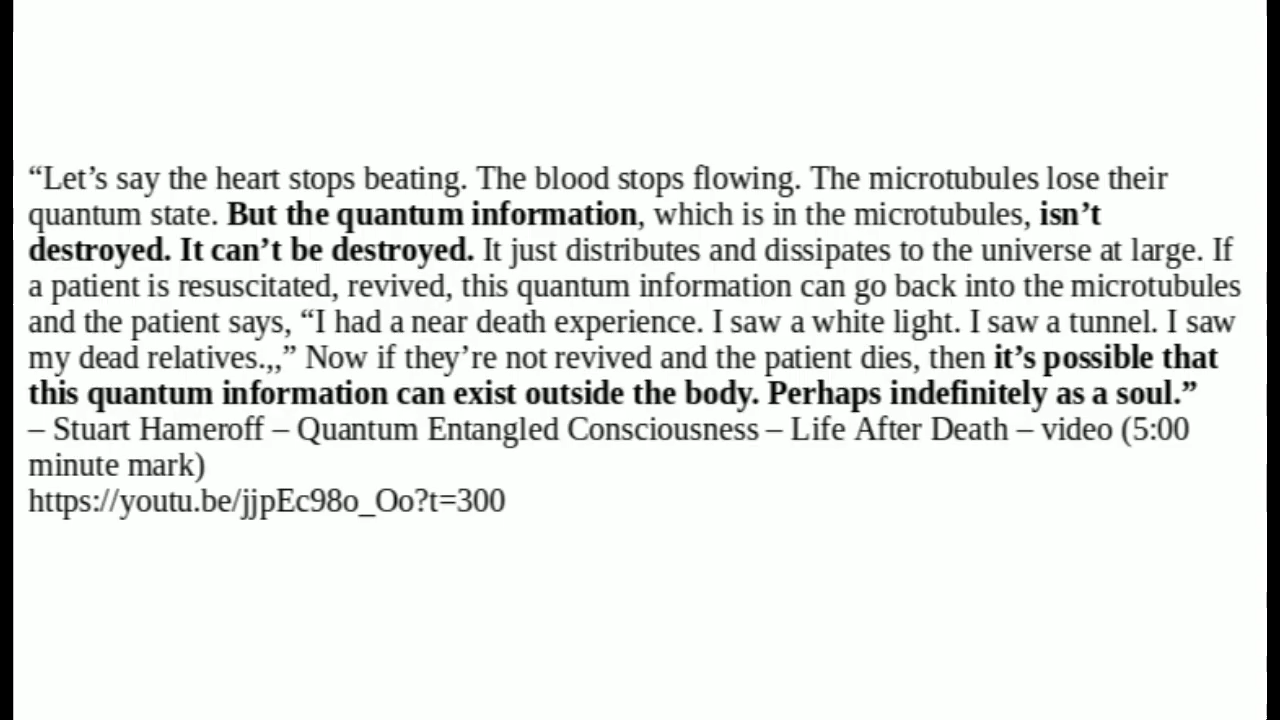 “Let’s say the heart stops beating. The blood stops flowing. The microtubules lose their
quantum state. But the quantum information, which is in the microtubules, isn’t
destroyed. It can’t be destroyed. It just distributes and dissipates to the universe at large. If
a patient is resuscitated, revived, this quantum information can go back into the microtubules
and the patient says, “I had a near death experience. I saw a white light. I saw a tunnel. I saw
my dead relatives.,,” Now if they’re not revived and the patient dies, then it’s possible that
this quantum information can exist outside the body. Perhaps indefinitely as a soul.”
– Stuart Hameroff – Quantum Entangled Consciousness – Life After Death – video (5:00
minute mark)
https://youtu.be/jjpEc98o_Oo?t=300